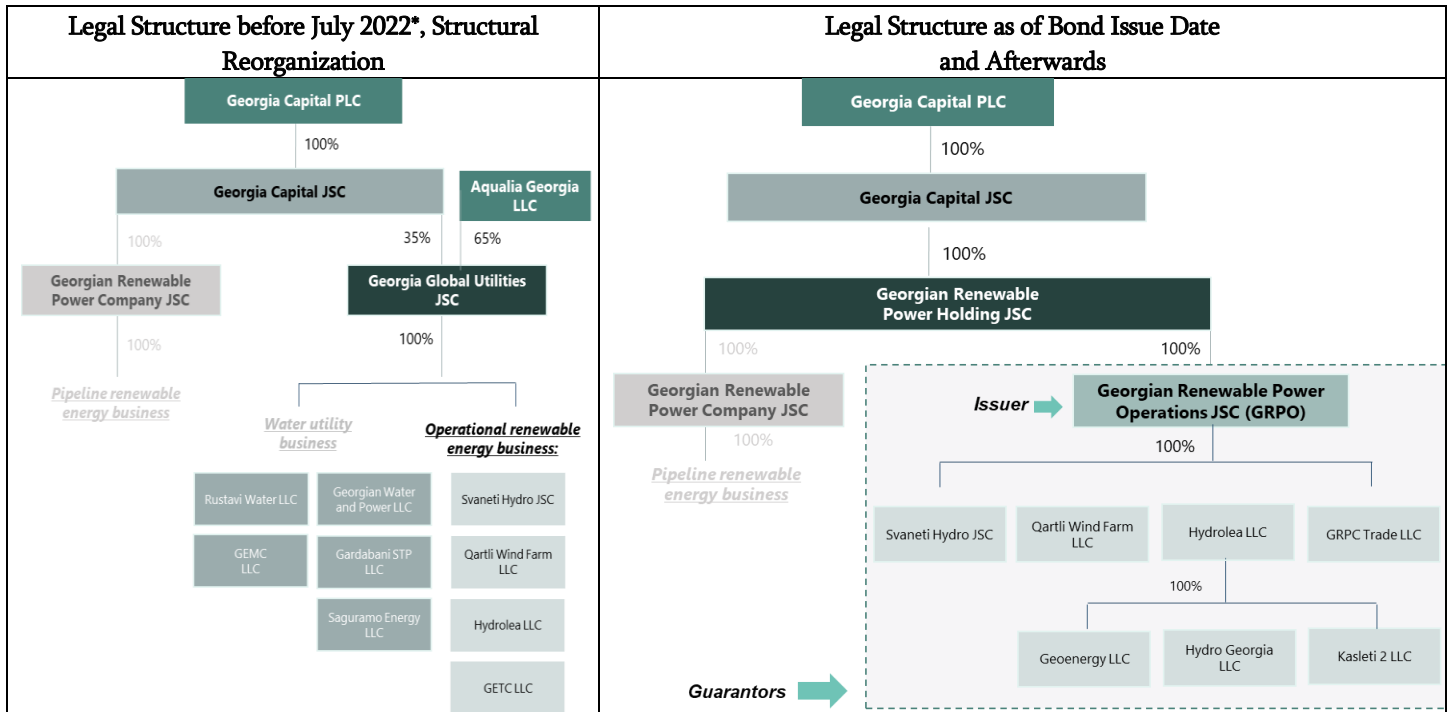 Legal Structure before July 2022*, Structural
Reorganization
Georgia Capital PLC
100%
Georgia Capital JSC
Aqualia Georgia
LLC
100%
35%
65%
Georgian Renewable
Power Company JSC
Georgia Global Utilities
JSC
100%
100%
Pipeline renewable
energy business
Water utility
business
Operational renewable
energy business:
Rustavi Water LLC
Georgian Water
and Power LLC
Svaneti Hydro JSC
GEMC
LLC
Gardabani STP
LLC
Qartli Wind Farm
LLC
Saguramo Energy
LLC
Hydrolea LLC
GETC LLC
Legal Structure as of Bond Issue Date
and Afterwards
Georgia Capital PLC
100%
Georgia Capital JSC
100%
Georgian Renewable
Power Holding JSC
100%
100%
Georgian Renewable
Power Company JSC
Issuer
Georgian Renewable Power
Operations JSC (GRPO)
100%
100%
Pipeline renewable
energy business
Svaneti Hydro JSC
Qartli Wind Farm
LLC
Hydrolea LLC
GRPC Trade LLC
100%
Geoenergy LLC
Hydro Georgia
LLC
Kasleti 2 LLC
Guarantors